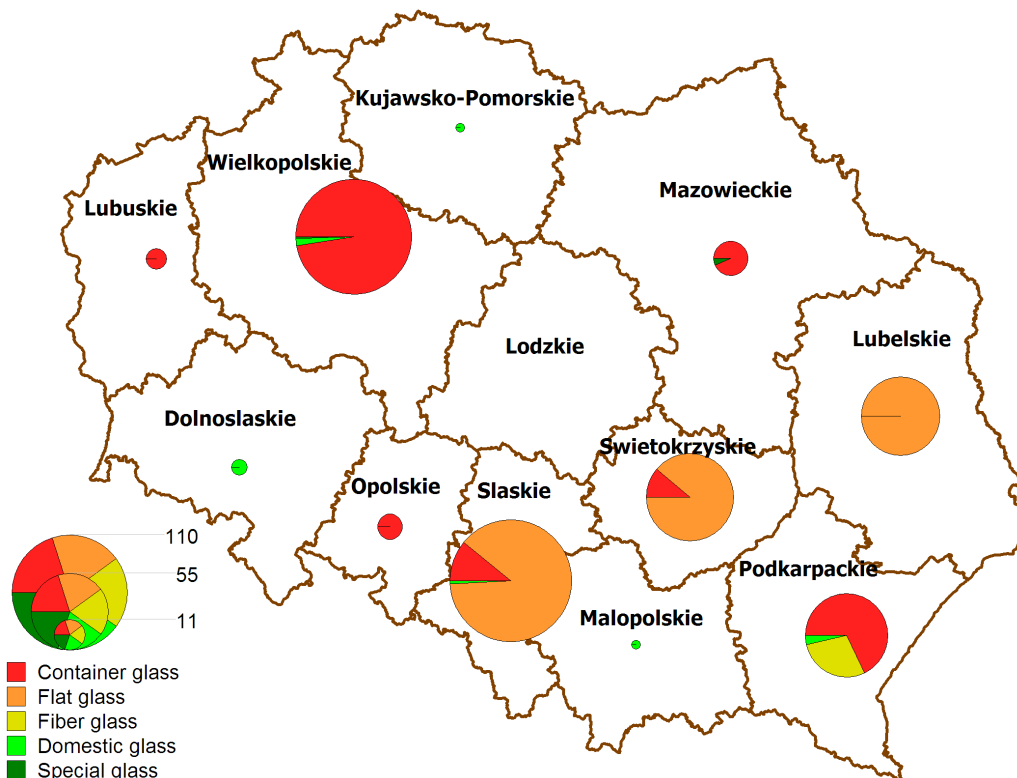 Kujawsko-Pomorskie
Wielkopolskie
Mazowieckie
Lubuskie
Lodzkie
Lubelskie
Dolnoslaskie
Swietokrzyskie
Opolskie
Slaskie
110
55
Podkarpackie
11
Malopolskie
Container glass
Flat glass
Fiber glass
Domestic glass
Special glass